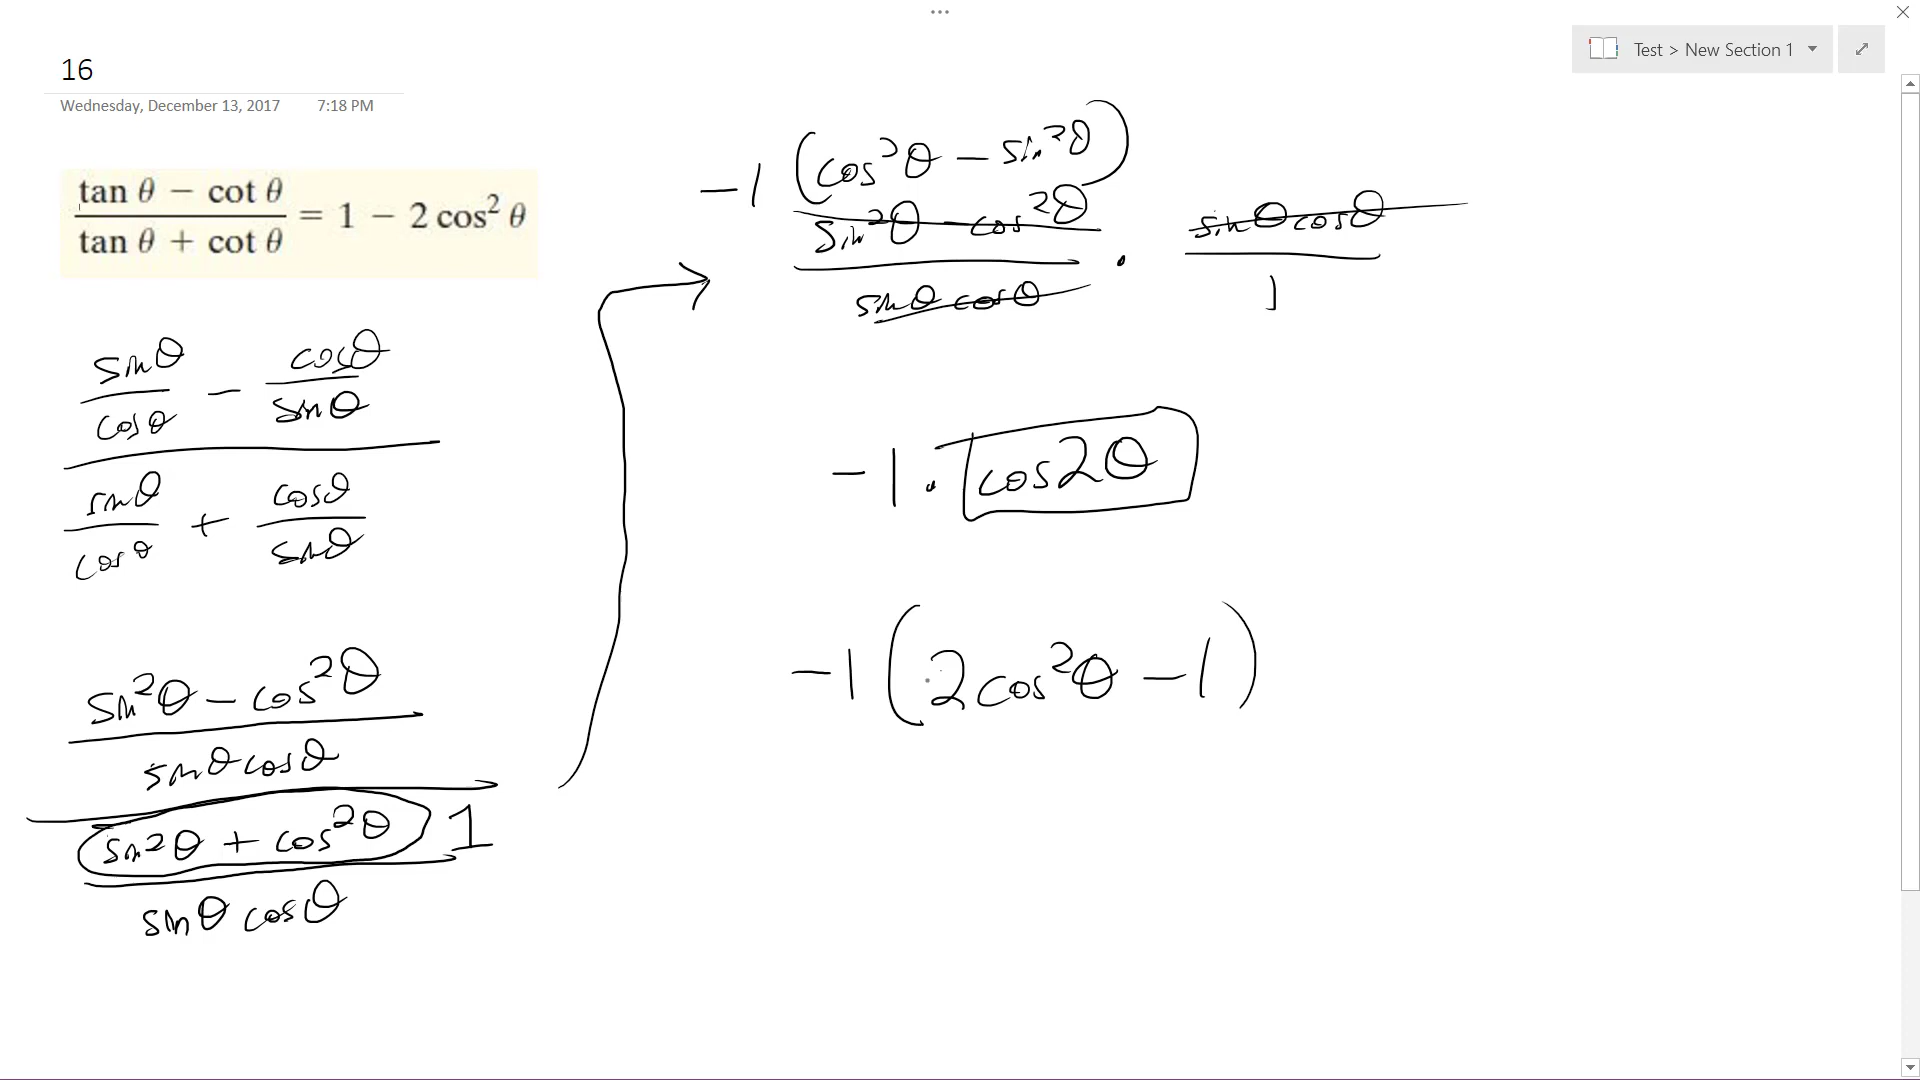 Test > New Section 1
16
Wednesday, December 13, 2017 7:18 PM
tan θ − cot θ
tan θ + cot θ
= 1 − 2 cos² θ
sinθ
cosθ
−
cosθ
sinθ
sinθ
cosθ
+
cosθ
sinθ
sin²θ − cos²θ
sinθ cosθ
sin²θ + cos²θ 1
sinθ cosθ
−1 (cos²θ − sin²θ)
sin²θ − cos²θ
sinθ cosθ
·
sinθ cosθ
1
−1 · cos2θ
−1 (2cos²θ − 1)